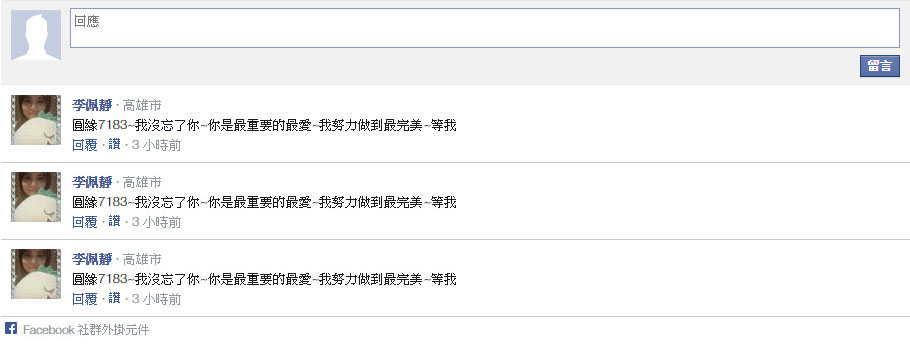 回應
留言
李佩靜 · 高雄市
圓緣7183~我沒忘了你~你是最重要的最愛~我努力做到最完美~等我
回覆 · 讚 · 3 小時前
李佩靜 · 高雄市
圓緣7183~我沒忘了你~你是最重要的最愛~我努力做到最完美~等我
回覆 · 讚 · 3 小時前
李佩靜 · 高雄市
圓緣7183~我沒忘了你~你是最重要的最愛~我努力做到最完美~等我
回覆 · 讚 · 3 小時前
Facebook 社群外掛元件